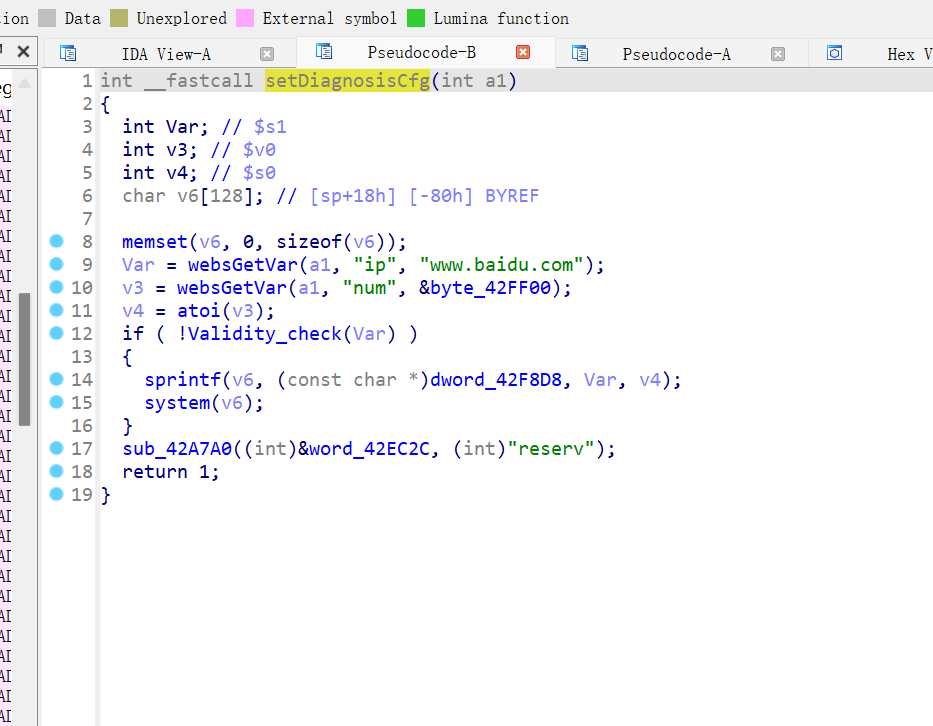 ion Data Unexplored External symbol Lumina function
IDA View-A Pseudocode-B Pseudocode-A Hex V
1 int __fastcall setDiagnosisCfg(int a1)
2 {
3 int Var; // $s1
4 int v3; // $v0
5 int v4; // $s0
6 char v6[128]; // [sp+18h] [-80h] BYREF
7
8 memset(v6, 0, sizeof(v6));
9 Var = websGetVar(a1, "ip", "www.baidu.com");
10 v3 = websGetVar(a1, "num", &byte_42FF00);
11 v4 = atoi(v3);
12 if ( !Validity_check(Var) )
13 {
14 sprintf(v6, (const char *)dword_42F8D8, Var, v4);
15 system(v6);
16 }
17 sub_42A7A0((int)&word_42EC2C, (int)"reserv");
18 return 1;
19 }